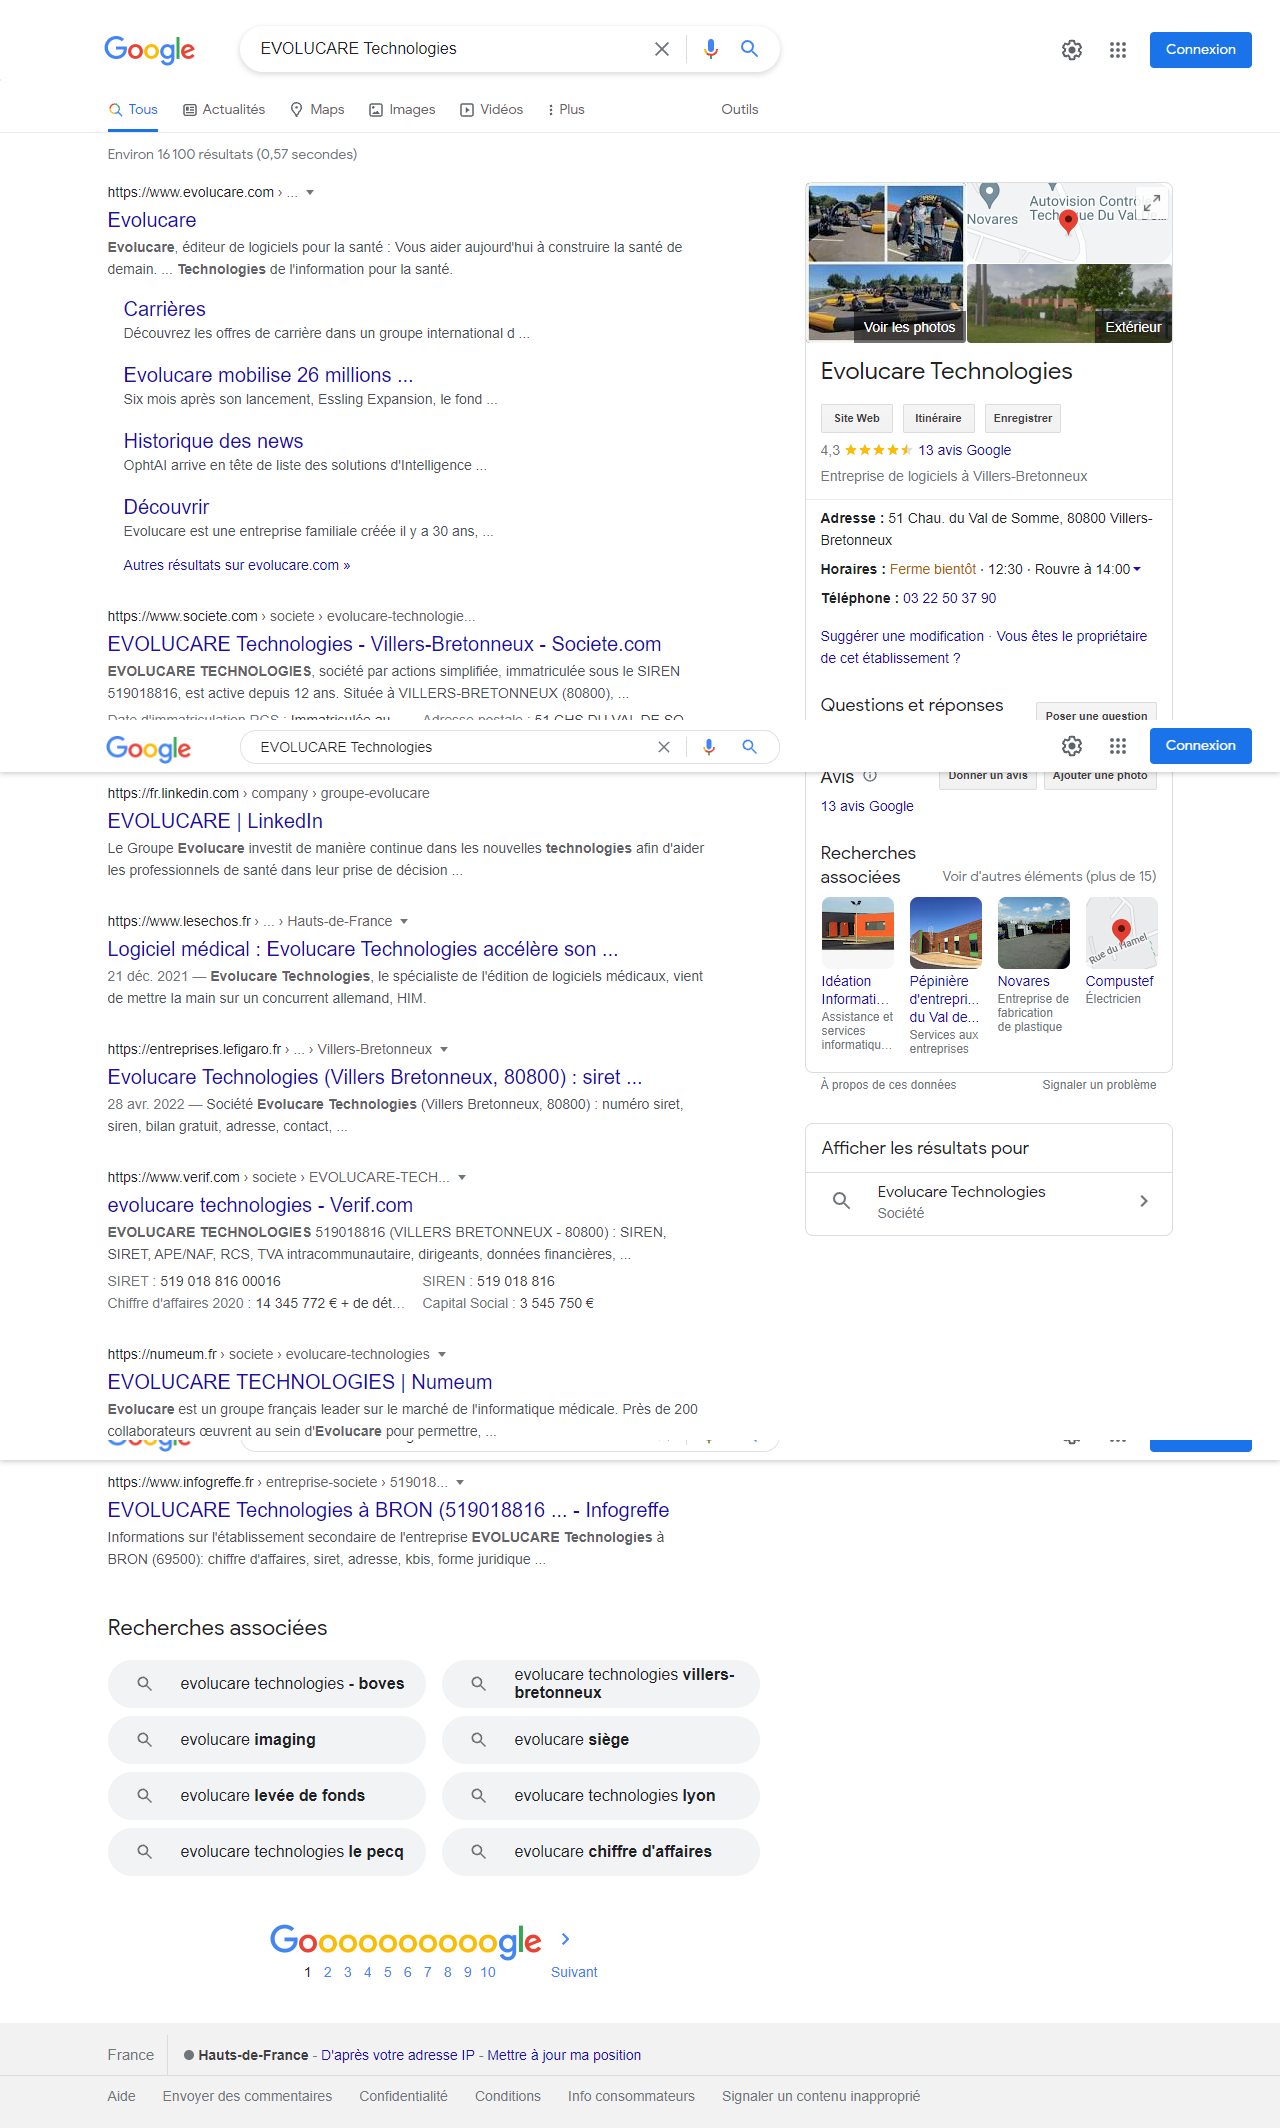 Google
EVOLUCARE Technologies
Connexion
Tous
Actualités
Maps
Images
Vidéos
Plus
Outils
Environ 16 100 résultats (0,57 secondes)
https://www.evolucare.com › ...
Evolucare
Evolucare, éditeur de logiciels pour la santé : Vous aider aujourd'hui à construire la santé de
demain. ... Technologies de l'information pour la santé.
Carrières
Découvrez les offres de carrière dans un groupe international d ...
Evolucare mobilise 26 millions ...
Six mois après son lancement, Essling Expansion, le fond ...
Historique des news
OphtAI arrive en tête de liste des solutions d'Intelligence ...
Découvrir
Evolucare est une entreprise familiale créée il y a 30 ans, ...
Autres résultats sur evolucare.com »
https://www.societe.com › societe › evolucare-technologie...
EVOLUCARE Technologies - Villers-Bretonneux - Societe.com
EVOLUCARE TECHNOLOGIES, société par actions simplifiée, immatriculée sous le SIREN
519018816, est active depuis 12 ans. Située à VILLERS-BRETONNEUX (80800), ...
Date d'immatriculation RCS : Immatriculée au
Adresse postale : 51 CHS DU VAL DE SO
Novares
Autovision Contrô
Technique Du Val
Voir les photos
Extérieur
Evolucare Technologies
Site Web
Itinéraire
Enregistrer
4,3
13 avis Google
Entreprise de logiciels à Villers-Bretonneux
Adresse : 51 Chau. du Val de Somme, 80800 Villers-
Bretonneux
Horaires : Ferme bientôt · 12:30 · Rouvre à 14:00
Téléphone : 03 22 50 37 90
Suggérer une modification · Vous êtes le propriétaire
de cet établissement ?
Questions et réponses
Poser une question
Google
EVOLUCARE Technologies
Connexion
https://fr.linkedin.com › company › groupe-evolucare
EVOLUCARE | LinkedIn
Le Groupe Evolucare investit de manière continue dans les nouvelles technologies afin d'aider
les professionnels de santé dans leur prise de décision ...
https://www.lesechos.fr › ... › Hauts-de-France
Logiciel médical : Evolucare Technologies accélère son ...
21 déc. 2021 — Evolucare Technologies, le spécialiste de l'édition de logiciels médicaux, vient
de mettre la main sur un concurrent allemand, HIM.
https://entreprises.lefigaro.fr › ... › Villers-Bretonneux
Evolucare Technologies (Villers Bretonneux, 80800) : siret ...
28 avr. 2022 — Société Evolucare Technologies (Villers Bretonneux, 80800) : numéro siret,
siren, bilan gratuit, adresse, contact, ...
https://www.verif.com › societe › EVOLUCARE-TECH...
evolucare technologies - Verif.com
EVOLUCARE TECHNOLOGIES 519018816 (VILLERS BRETONNEUX - 80800) : SIREN,
SIRET, APE/NAF, RCS, TVA intracommunautaire, dirigeants, données financières, ...
SIRET : 519 018 816 00016
SIREN : 519 018 816
Chiffre d'affaires 2020 : 14 345 772 € + de dét...
Capital Social : 3 545 750 €
https://numeum.fr › societe › evolucare-technologies
EVOLUCARE TECHNOLOGIES | Numeum
Evolucare est un groupe français leader sur le marché de l'informatique médicale. Près de 200
collaborateurs œuvrent au sein d'Evolucare pour permettre, ...
Avis
Donner un avis
Ajouter une photo
13 avis Google
Recherches
associées
Voir d'autres éléments (plus de 15)
Rue du Hamel
Idéation
Informati...
Assistance et
services
informatiqu...
Pépinière
d'entrepri...
du Val de...
Services aux
entreprises
Novares
Entreprise de
fabrication
de plastique
Compustef
Électricien
À propos de ces données
Signaler un problème
Afficher les résultats pour
Evolucare Technologies
Société
Google
https://www.infogreffe.fr › entreprise-societe › 519018...
EVOLUCARE Technologies à BRON (519018816 ... - Infogreffe
Informations sur l'établissement secondaire de l'entreprise EVOLUCARE Technologies à
BRON (69500): chiffre d'affaires, siret, adresse, kbis, forme juridique ...
Recherches associées
evolucare technologies - boves
evolucare technologies villers-
bretonneux
evolucare imaging
evolucare siège
evolucare levée de fonds
evolucare technologies lyon
evolucare technologies le pecq
evolucare chiffre d'affaires
Goooooooooogle
1 2 3 4 5 6 7 8 9 10
Suivant
France
Hauts-de-France - D'après votre adresse IP - Mettre à jour ma position
Aide
Envoyer des commentaires
Confidentialité
Conditions
Info consommateurs
Signaler un contenu inapproprié